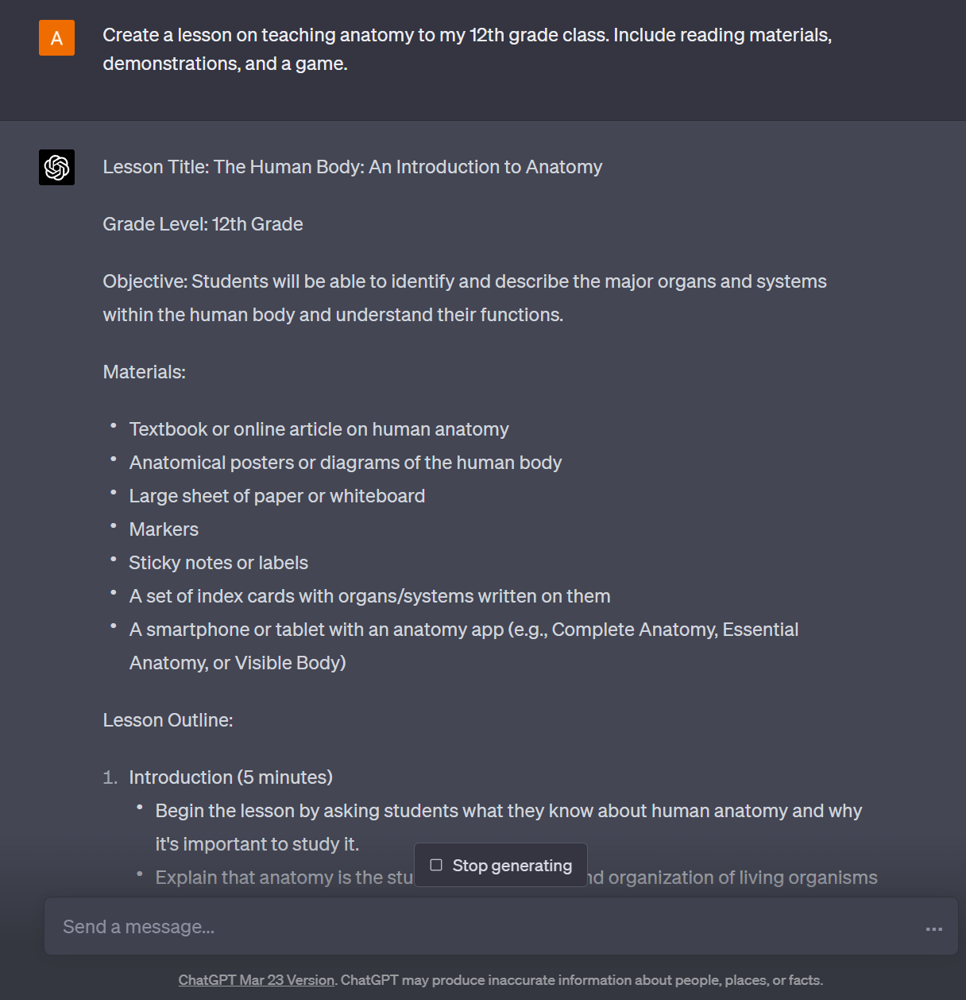 A
Create a lesson on teaching anatomy to my 12th grade class. Include reading materials,
demonstrations, and a game.
Lesson Title: The Human Body: An Introduction to Anatomy
Grade Level: 12th Grade
Objective: Students will be able to identify and describe the major organs and systems
within the human body and understand their functions.
Materials:
• Textbook or online article on human anatomy
• Anatomical posters or diagrams of the human body
• Large sheet of paper or whiteboard
• Markers
• Sticky notes or labels
• A set of index cards with organs/systems written on them
• A smartphone or tablet with an anatomy app (e.g., Complete Anatomy, Essential
Anatomy, or Visible Body)
Lesson Outline:
1. Introduction (5 minutes)
• Begin the lesson by asking students what they know about human anatomy and why
it's important to study it.
• Explain that anatomy is the organization of living organisms
Stop generating
Send a message...
ChatGPT Mar 23 Version. ChatGPT may produce inaccurate information about people, places, or facts.